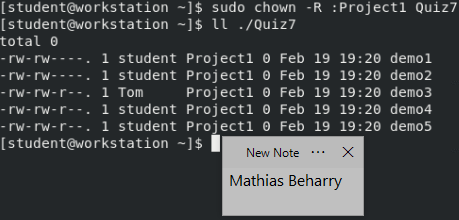 [student@workstation ~]$ sudo chown -R :Project1 Quiz7
[student@workstation ~]$ ll ./Quiz7
total 0
-rw-rw----. 1 student Project1 0 Feb 19 19:20 demo1
-rw-rw----. 1 student Project1 0 Feb 19 19:20 demo2
-rw-rw-r--. 1 Tom     Project1 0 Feb 19 19:20 demo3
-rw-rw-r--. 1 student Project1 0 Feb 19 19:20 demo4
-rw-rw-r--. 1 student Project1 0 Feb 19 19:20 demo5
[student@workstation ~]$
New Note
Mathias Beharry